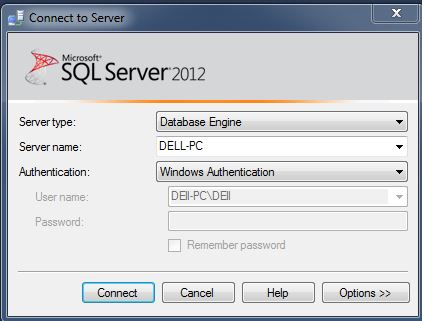 Connect to Server
Microsoft
SQL Server 2012
Server type: Database Engine
Server name: DELL-PC
Authentication: Windows Authentication
User name: DEll-PC\DEll
Password:
Remember password
Connect Cancel Help Options >>